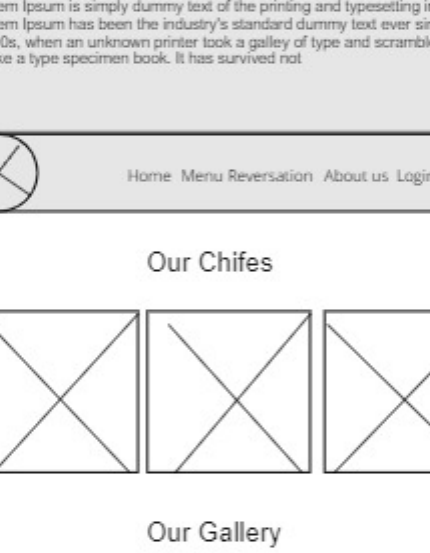 em Ipsum is simply dummy text of the printing and typesetting i
em Ipsum has been the industry's standard dummy text ever si
0s, when an unknown printer took a galley of type and scrambl
ke a type specimen book. It has survived not
Home Menu Reversation About us Login
Our Chifes
Our Gallery